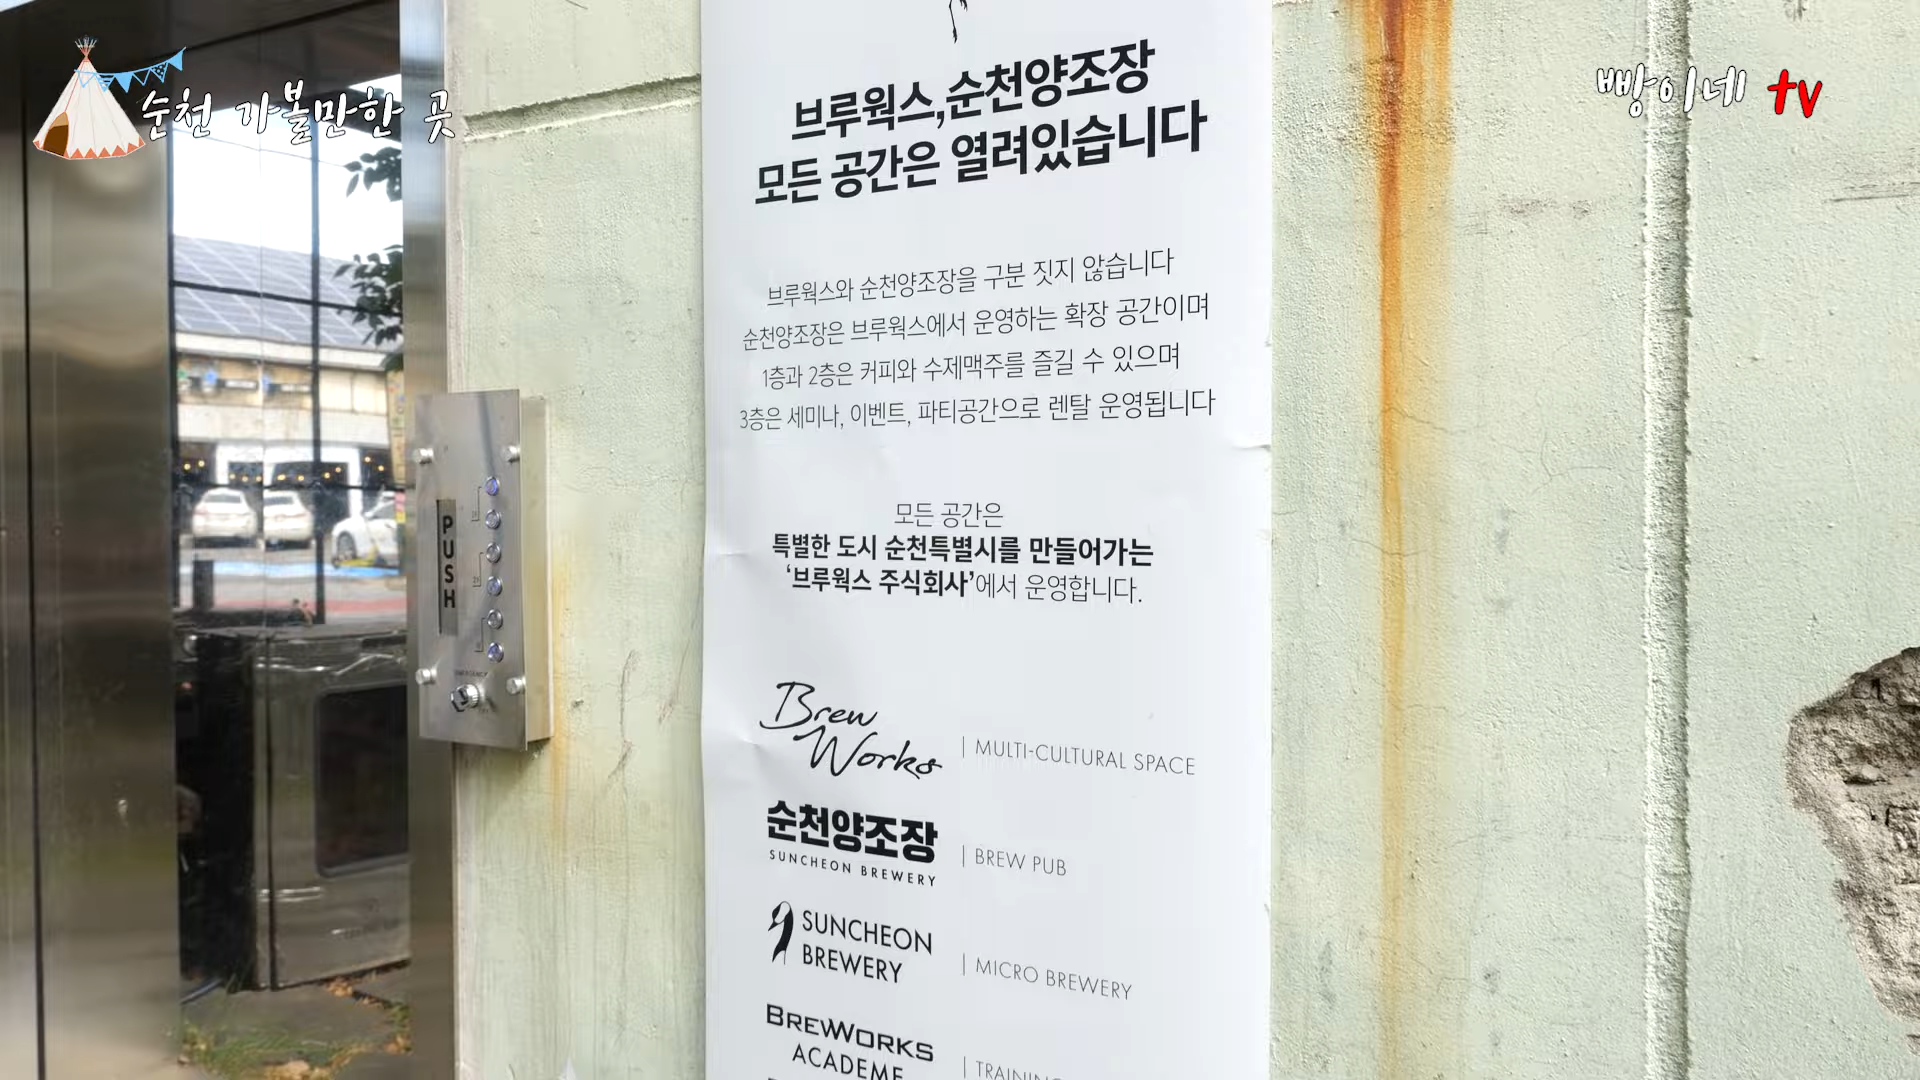 순천 가볼만한 곳
빵이네 tv
브루웍스,순천양조장
모든 공간은 열려있습니다
브루웍스와 순천양조장을 구분 짓지 않습니다
순천양조장은 브루웍스에서 운영하는 확장 공간이며
1층과 2층은 커피와 수제맥주를 즐길 수 있으며
3층은 세미나, 이벤트, 파티공간으로 렌탈 운영됩니다
모든 공간은
특별한 도시 순천특별시를 만들어가는
‘브루웍스 주식회사’에서 운영합니다.
PUSH
Brew
Works
| MULTI-CULTURAL SPACE
순천양조장
SUNCHEON BREWERY
| BREW PUB
SUNCHEON
BREWERY
| MICRO BREWERY
BREWORKS
ACADEME